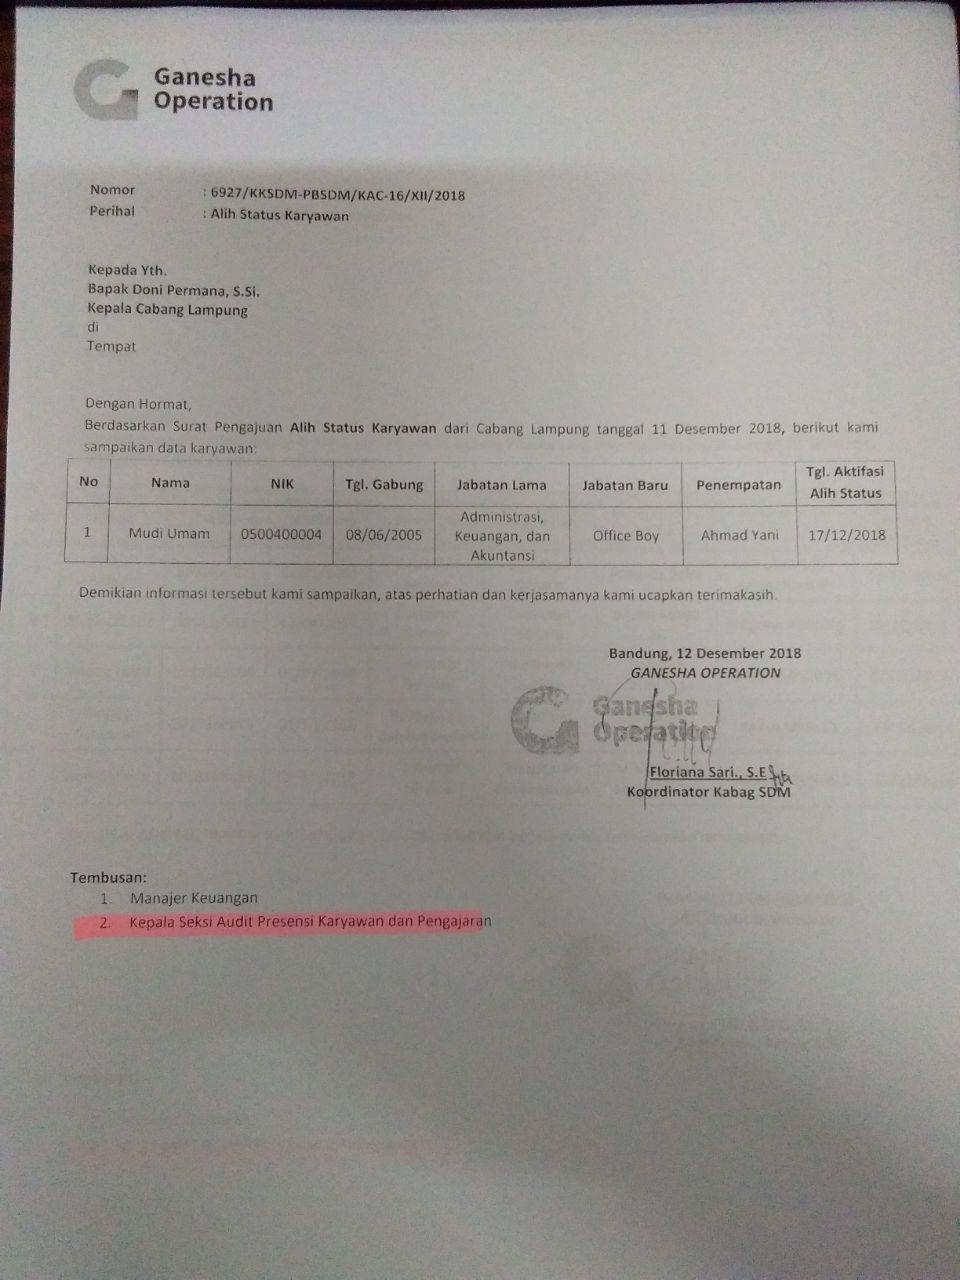 Ganesha
Operation
Nomor : 6927/KKSDM-PBSDM/KAC-16/XII/2018
Perihal : Alih Status Karyawan
Kepada Yth.
Bapak Doni Permana, S.Si.
Kepala Cabang Lampung
di
Tempat
Dengan Hormat,
Berdasarkan Surat Pengajuan Alih Status Karyawan dari Cabang Lampung tanggal 11 Desember 2018, berikut kami
sampaikan data karyawan:
No Nama NIK Tgl. Gabung Jabatan Lama Jabatan Baru Penempatan Tgl. Aktifasi Alih Status
1 Mudi Umam 0500400004 08/06/2005 Administrasi, Keuangan, dan Akuntansi Office Boy Ahmad Yani 17/12/2018
Demikian informasi tersebut kami sampaikan, atas perhatian dan kerjasamanya kami ucapkan terimakasih.
Bandung, 12 Desember 2018
GANESHA OPERATION
Ganesha
Operation
Floriana Sari., S.E
Koordinator Kabag SDM
Tembusan:
1. Manajer Keuangan
2. Kepala Seksi Audit Presensi Karyawan dan Pengajaran